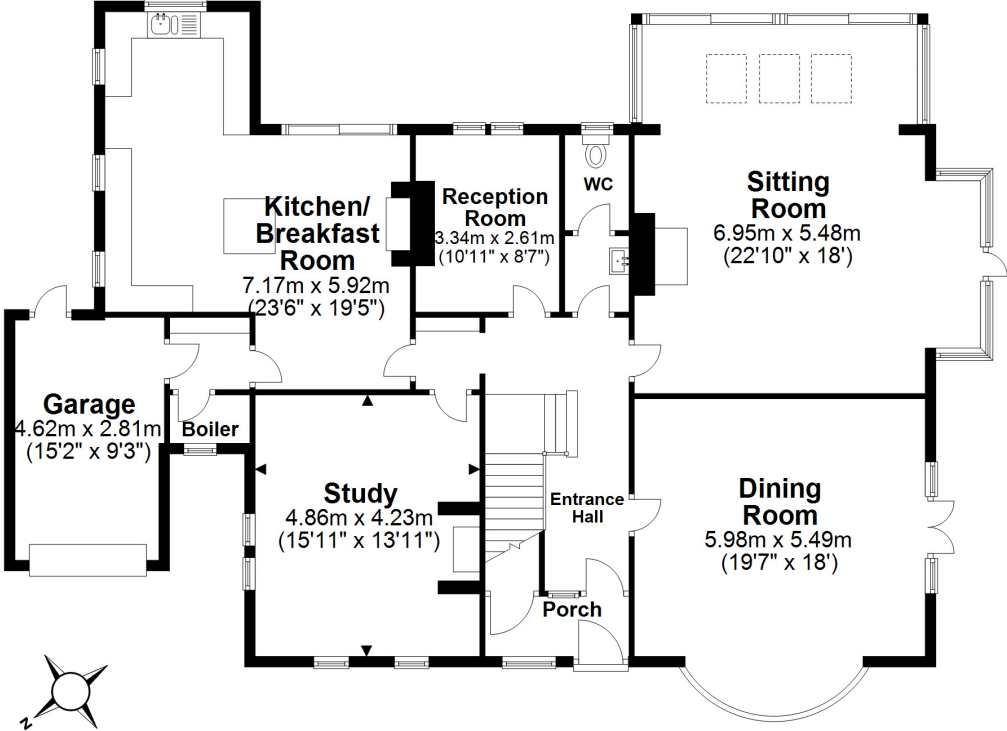 Kitchen/
Breakfast
Room
7.17m x 5.92m
(23'6" x 19'5")
Reception
Room
3.34m x 2.61m
(10'11" x 8'7")
WC
Sitting
Room
6.95m x 5.48m
(22'10" x 18')
Garage
4.62m x 2.81m
(15'2" x 9'3")
Boiler
Study
4.86m x 4.23m
(15'11" x 13'11")
Entrance
Hall
Dining
Room
5.98m x 5.49m
(19'7" x 18')
Porch
N